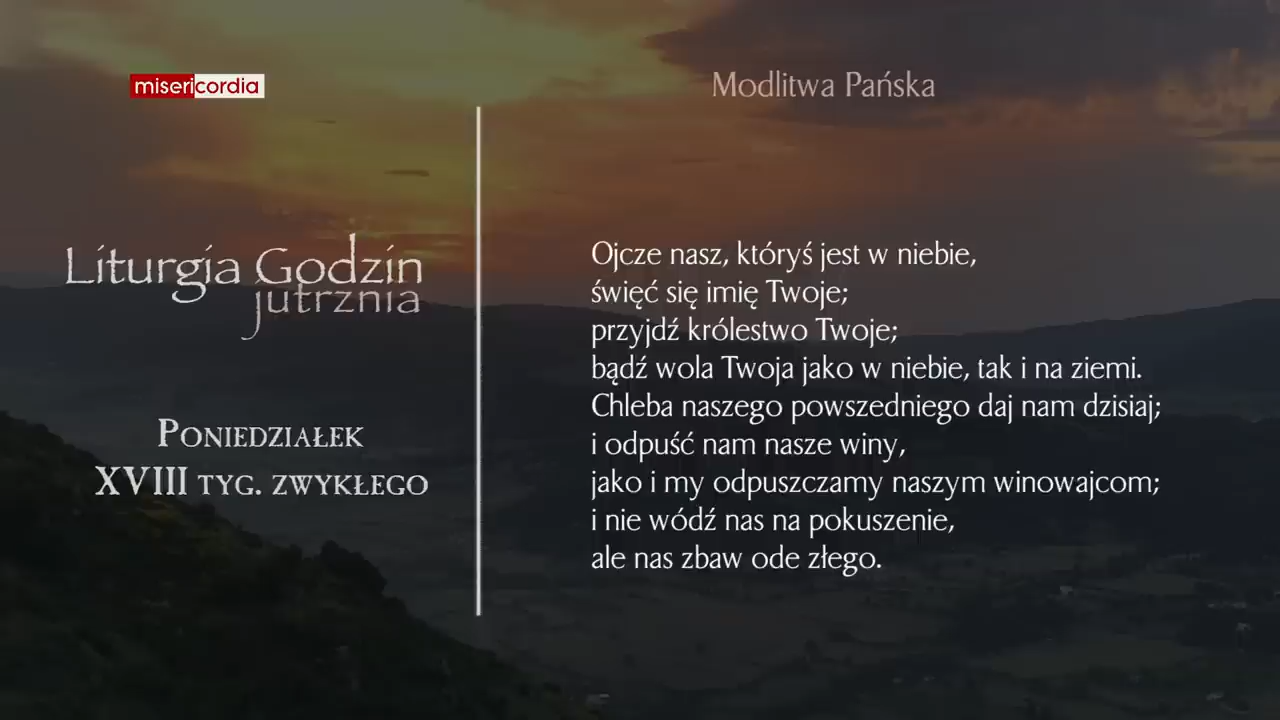 misericordia
Liturgia Godzin
jutrznia
Poniedziałek
XVIII tyg. zwykłego
Modlitwa Pańska
Ojcze nasz, któryś jest w niebie,
święć się imię Twoje;
przyjdź królestwo Twoje;
bądź wola Twoja jako w niebie, tak i na ziemi.
Chleba naszego powszedniego daj nam dzisiaj;
i odpuść nam nasze winy,
jako i my odpuszczamy naszym winowajcom;
i nie wódź nas na pokuszenie,
ale nas zbaw ode złego.